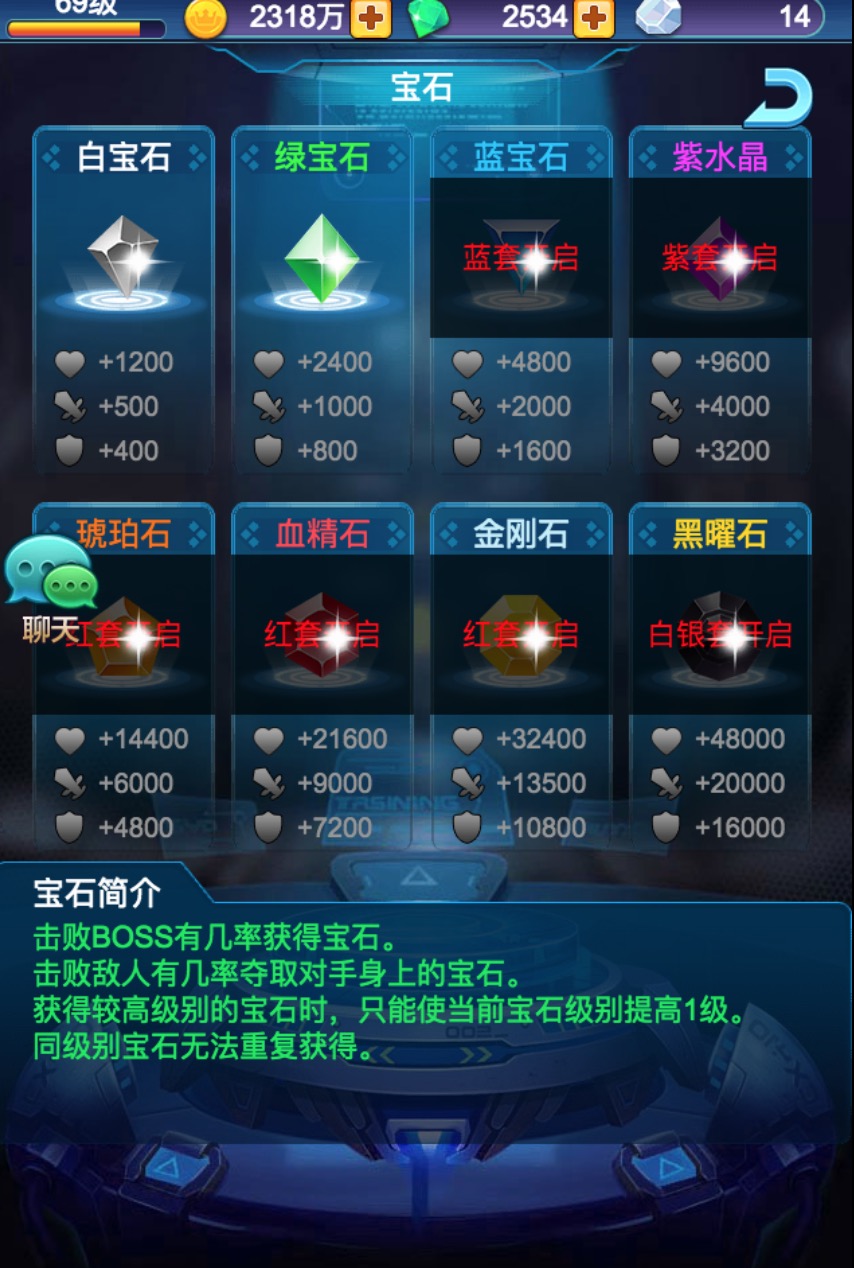 69级
2318万
2534
14
宝石
白宝石 绿宝石 蓝宝石 紫水晶
蓝套开启 紫套开启
+1200 +2400 +4800 +9600
+500 +1000 +2000 +4000
+400 +800 +1600 +3200
琥珀石 血精石 金刚石 黑曜石
聊天
红套开启 红套开启 红套开启 白银套开启
+14400 +21600 +32400 +48000
+6000 +9000 +13500 +20000
+4800 +7200 +10800 +16000
宝石简介
击败BOSS有几率获得宝石。
击败敌人有几率夺取对手身上的宝石。
获得较高级别的宝石时，只能使当前宝石级别提高1级。
同级别宝石无法重复获得。